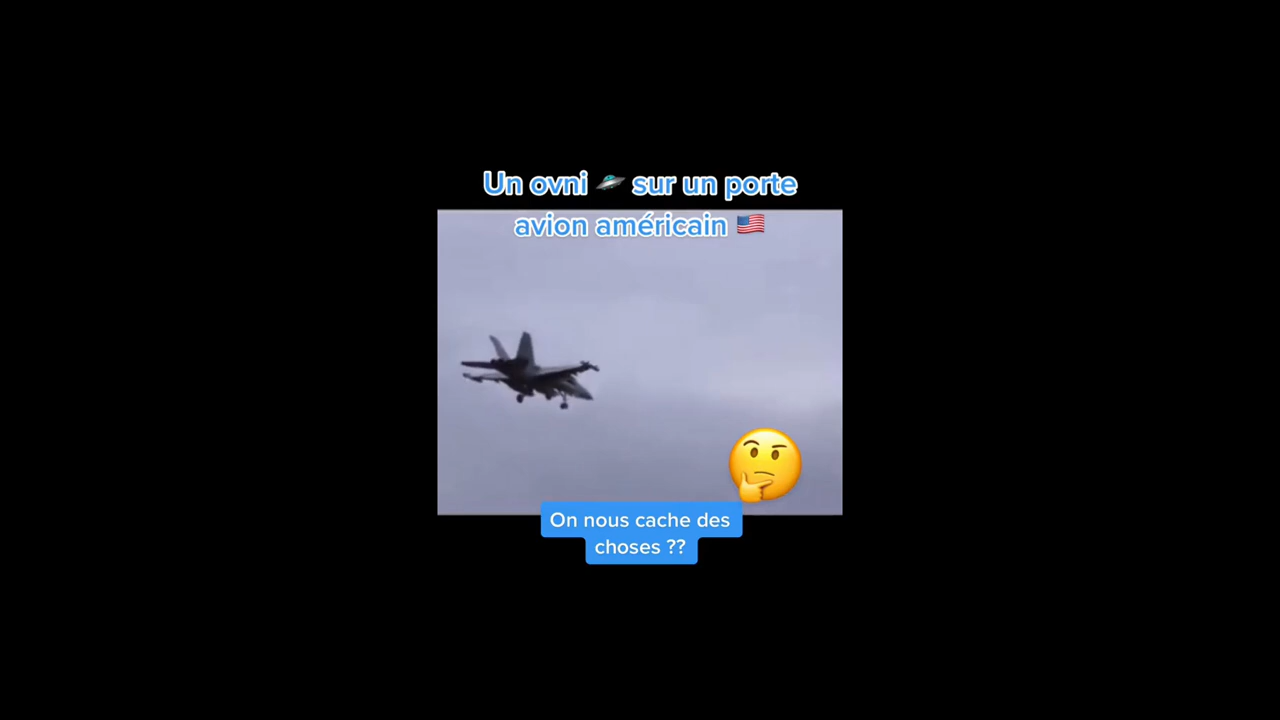 Un ovni 🛸 sur un porte
avion américain 🇺🇸
On nous cache des
choses ??